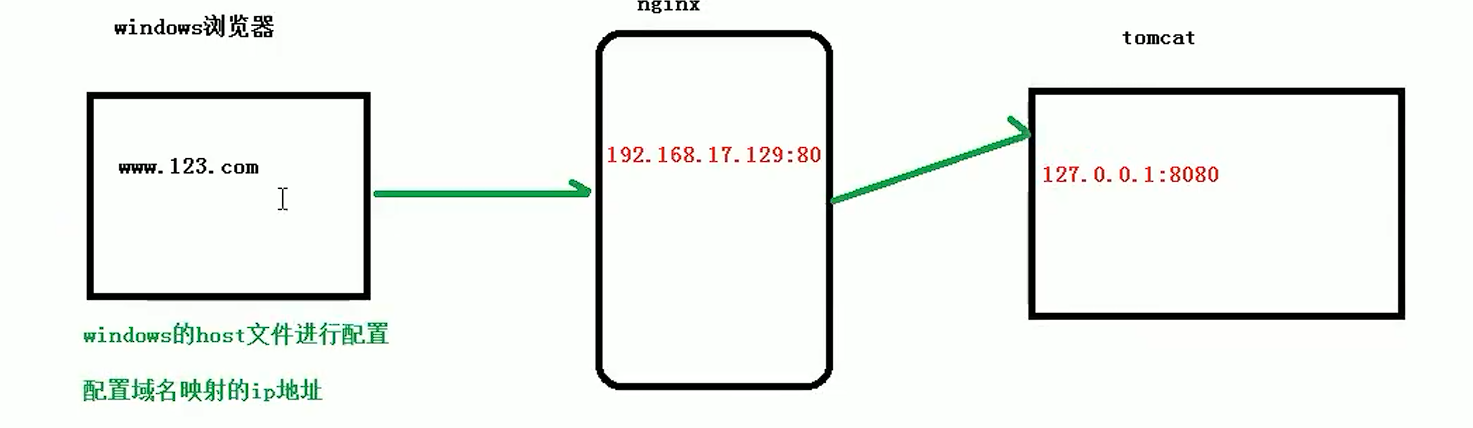 windows浏览器
www.123.com
windows的host文件进行配置
配置域名映射的ip地址
nginx
192.168.17.129:80
tomcat
127.0.0.1:8080